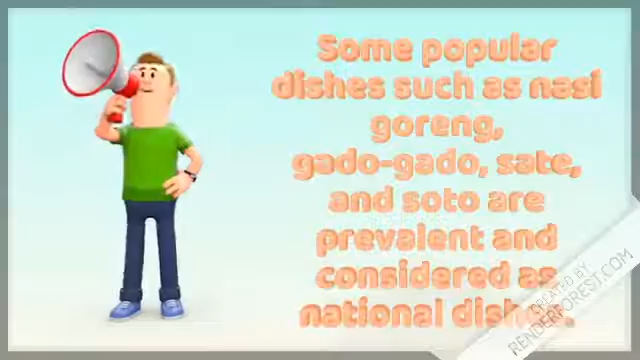 Some popular
dishes such as nasi
goreng,
gado-gado, sate,
and soto are
prevalent and
considered as
national dishes.
CREATED BY
RENDERFOREST.COM